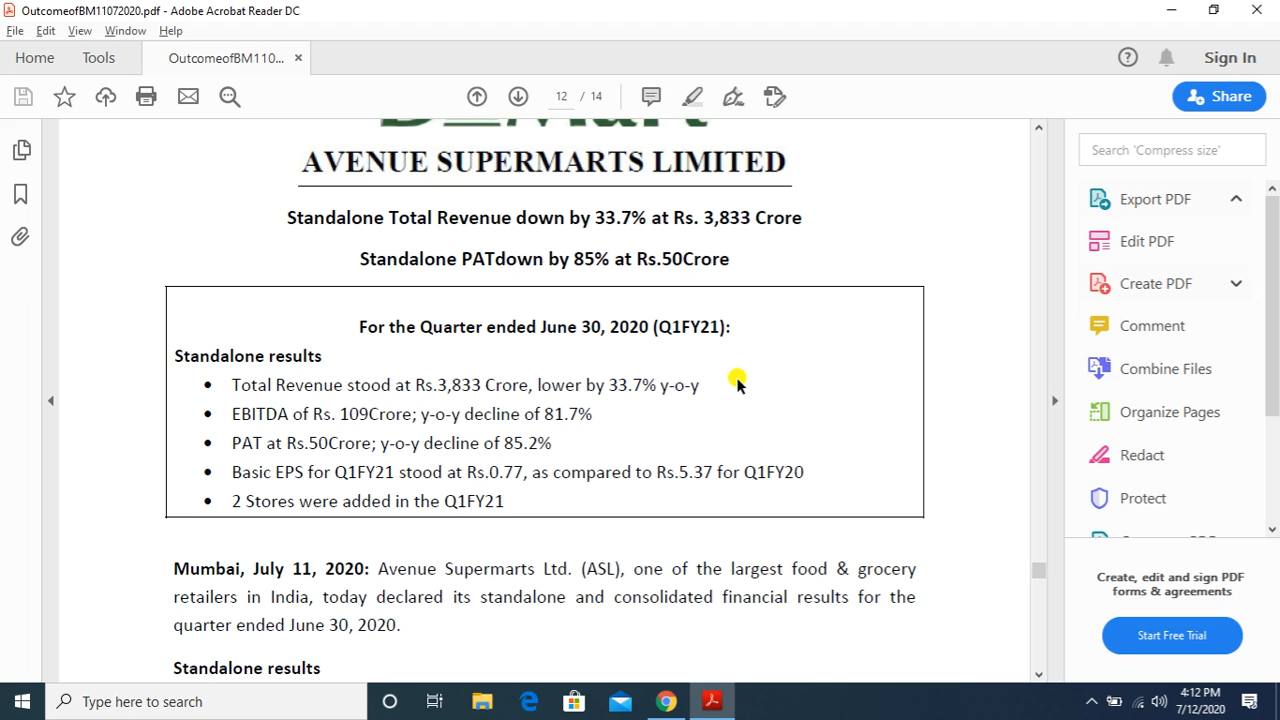 OutcomeofBM11072020.pdf - Adobe Acrobat Reader DC
File Edit View Window Help
Home Tools OutcomeofBM110... × Sign In
12 / 14 Share
D Mart
AVENUE SUPERMARTS LIMITED
Standalone Total Revenue down by 33.7% at Rs. 3,833 Crore
Standalone PATdown by 85% at Rs.50Crore
For the Quarter ended June 30, 2020 (Q1FY21):
Standalone results
• Total Revenue stood at Rs.3,833 Crore, lower by 33.7% y-o-y
• EBITDA of Rs. 109Crore; y-o-y decline of 81.7%
• PAT at Rs.50Crore; y-o-y decline of 85.2%
• Basic EPS for Q1FY21 stood at Rs.0.77, as compared to Rs.5.37 for Q1FY20
• 2 Stores were added in the Q1FY21
Mumbai, July 11, 2020: Avenue Supermarts Ltd. (ASL), one of the largest food & grocery
retailers in India, today declared its standalone and consolidated financial results for the
quarter ended June 30, 2020.
Standalone results
Search 'Compress size'
Export PDF
Edit PDF
Create PDF
Comment
Combine Files
Organize Pages
Redact
Protect
Create, edit and sign PDF
forms & agreements
Start Free Trial
Type here to search
4:12 PM
7/12/2020